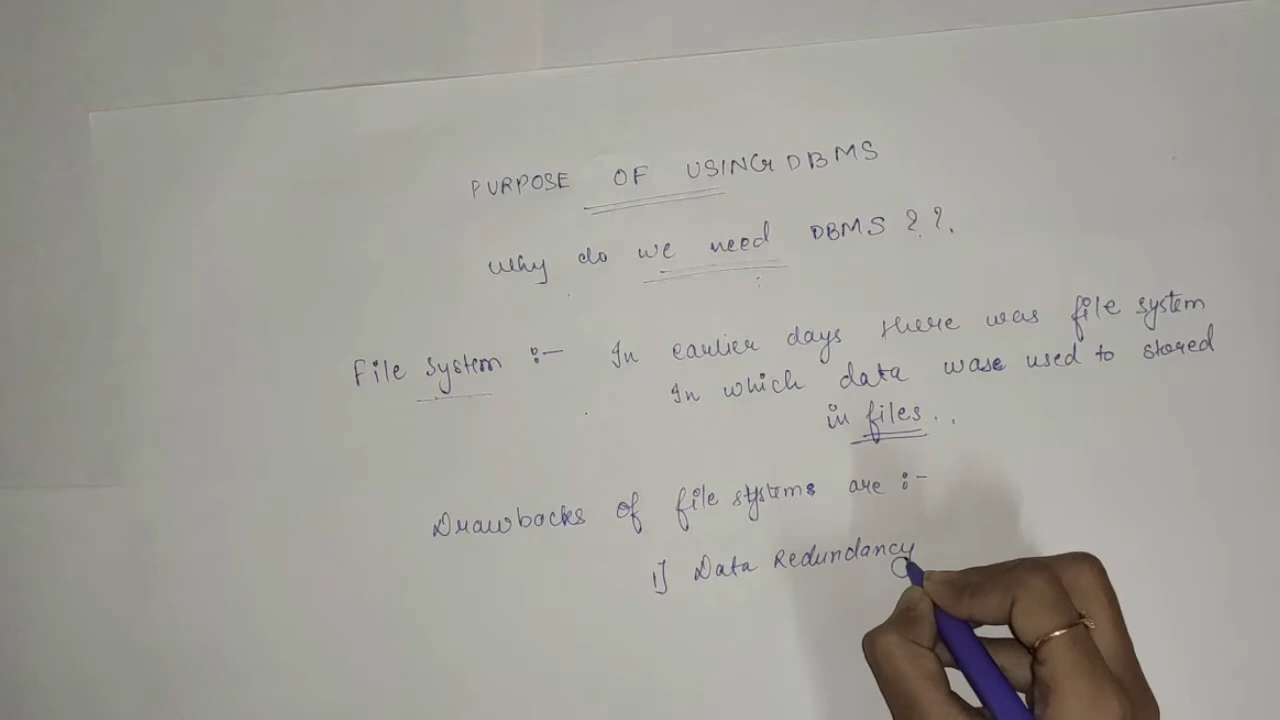 PURPOSE OF USING DBMS
Why do we need DBMS ??.
File system :- In earlier days there was file system
In which data wase used to stored
in files ..
Drawbacks of file systems are :-
1] Data Redundancy